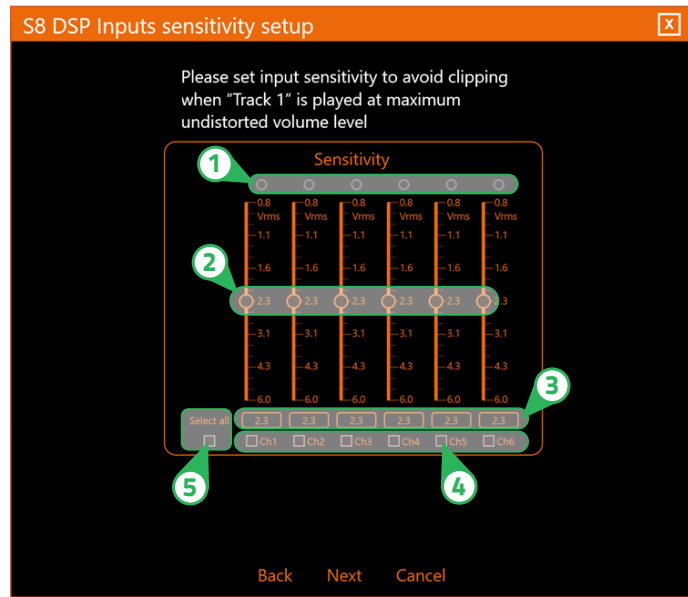 S8 DSP Inputs sensitivity setup X
Please set input sensitivity to avoid clipping
when "Track 1" is played at maximum
undistorted volume level
1
Sensitivity
0.8 0.8 0.8 0.8 0.8 0.8
Vrms Vrms Vrms Vrms Vrms Vrms
1.1 1.1 1.1 1.1 1.1 1.1
2
1.6 1.6 1.6 1.6 1.6 1.6
2.3 2.3 2.3 2.3 2.3 2.3
3.1 3.1 3.1 3.1 3.1 3.1
4.3 4.3 4.3 4.3 4.3 4.3
3
6.0 6.0 6.0 6.0 6.0 6.0
Select all 2.3 2.3 2.3 2.3 2.3 2.3
Ch1 Ch2 Ch3 Ch4 Ch5 Ch6
5 4
Back Next Cancel